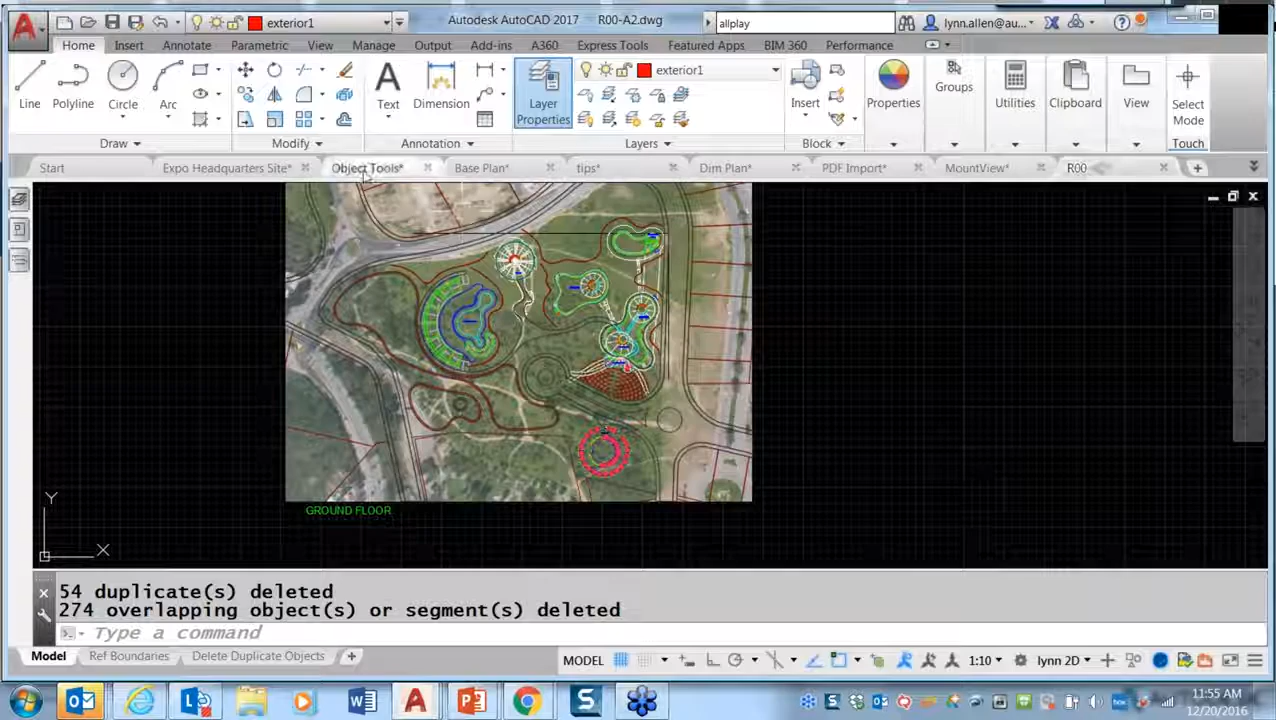 exterior1
Autodesk AutoCAD 2017 R00-A2.dwg
allplay
lynn.allen@au...
Home Insert Annotate Parametric View Manage Output Add-ins A360 Express Tools Featured Apps BIM 360 Performance
Line Polyline Circle Arc
Text Dimension
Layer Properties
exterior1
Insert
Properties
Groups
Utilities
Clipboard
View
Select Mode
Draw Modify Annotation Layers Block Touch
Start Expo Headquarters Site* Object Tools* Base Plan* tips* Dim Plan* PDF Import* MountView* R00
GROUND FLOOR
Y
X
54 duplicate(s) deleted
274 overlapping object(s) or segment(s) deleted
Type a command
Model Ref Boundaries Delete Duplicate Objects
MODEL 1:10 lynn 2D
11:55 AM
12/20/2016